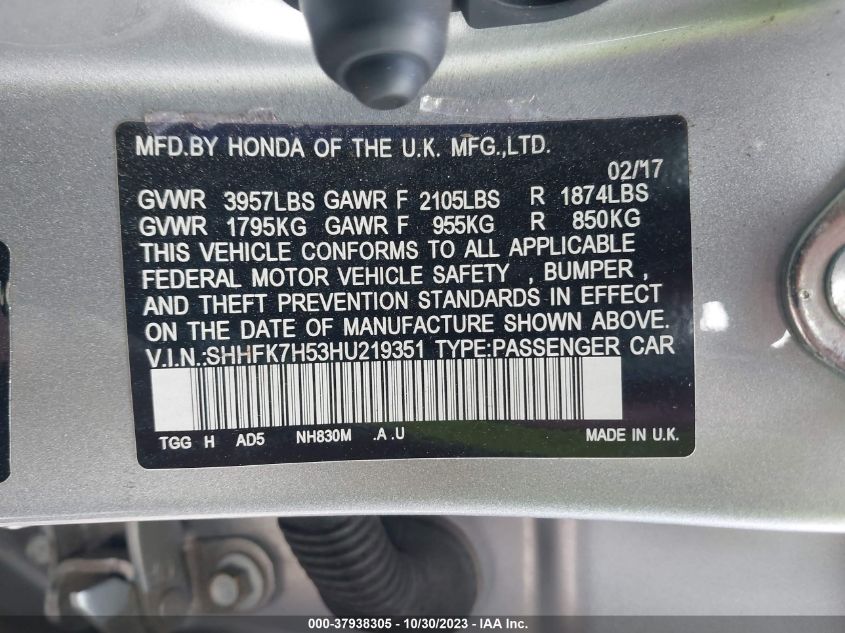 MFD.BY HONDA OF THE U.K. MFG.,LTD.
02/17
GVWR 3957LBS GAWR F 2105LBS R 1874LBS
GVWR 1795KG GAWR F 955KG R 850KG
THIS VEHICLE CONFORMS TO ALL APPLICABLE
FEDERAL MOTOR VEHICLE SAFETY , BUMPER ,
AND THEFT PREVENTION STANDARDS IN EFFECT
ON THE DATE OF MANUFACTURE SHOWN ABOVE.
V.I.N.:SHHFK7H53HU219351 TYPE:PASSENGER CAR
TGG H AD5 NH830M .A .U MADE IN U.K.
000-37938305 - 10/30/2023 - IAA Inc.